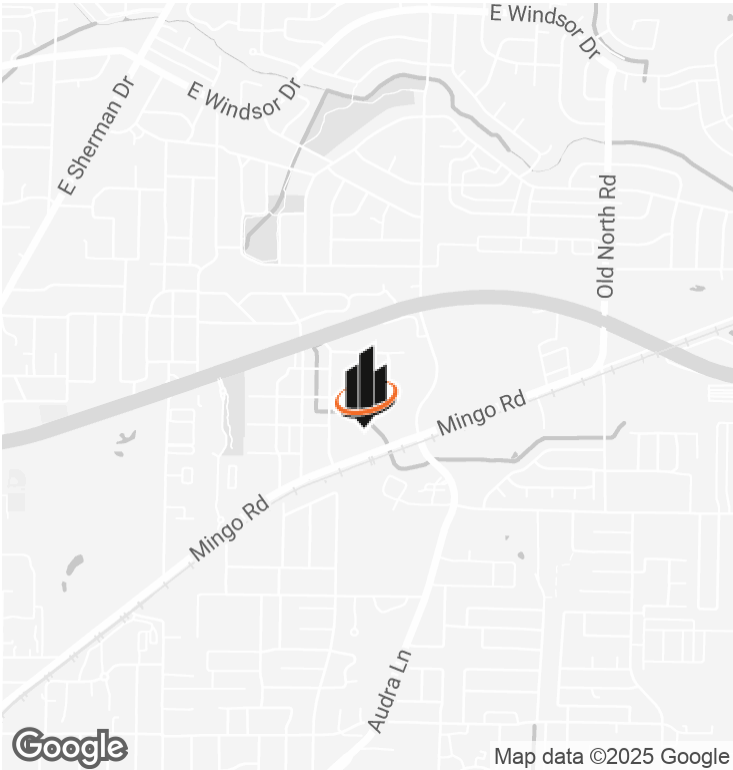 E Windsor Dr
E Windsor Dr
E Sherman Dr
Old North Rd
Mingo Rd
Mingo Rd
Audra Ln
Google
Map data ©2025 Google